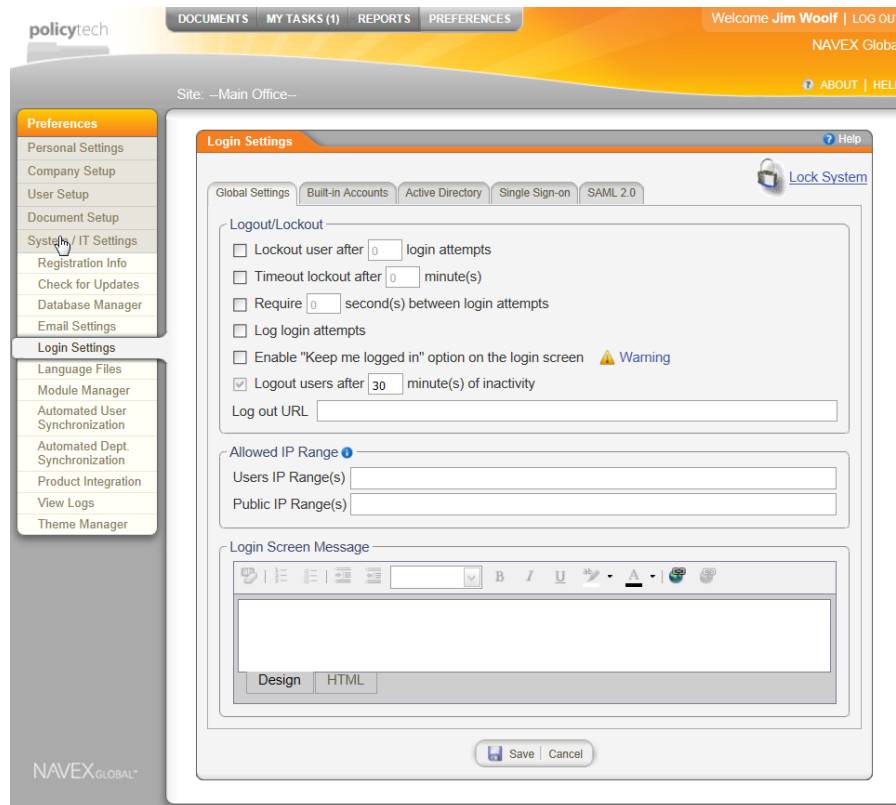 policytech
DOCUMENTS MY TASKS (1) REPORTS PREFERENCES
Welcome Jim Woolf | LOG OUT
NAVEX Globa
ABOUT | HEL
Site: --Main Office--
Preferences
Personal Settings
Company Setup
User Setup
Document Setup
System / IT Settings
Registration Info
Check for Updates
Database Manager
Email Settings
Login Settings
Language Files
Module Manager
Automated User
Synchronization
Automated Dept.
Synchronization
Product Integration
View Logs
Theme Manager
NAVEX GLOBAL
Login Settings
Help
Lock System
Global Settings Built-in Accounts Active Directory Single Sign-on SAML 2.0
Logout/Lockout
Lockout user after 0 login attempts
Timeout lockout after 0 minute(s)
Require 0 second(s) between login attempts
Log login attempts
Enable "Keep me logged in" option on the login screen Warning
Logout users after 30 minute(s) of inactivity
Log out URL
Allowed IP Range
Users IP Range(s)
Public IP Range(s)
Login Screen Message
B I U A
Design HTML
Save Cancel